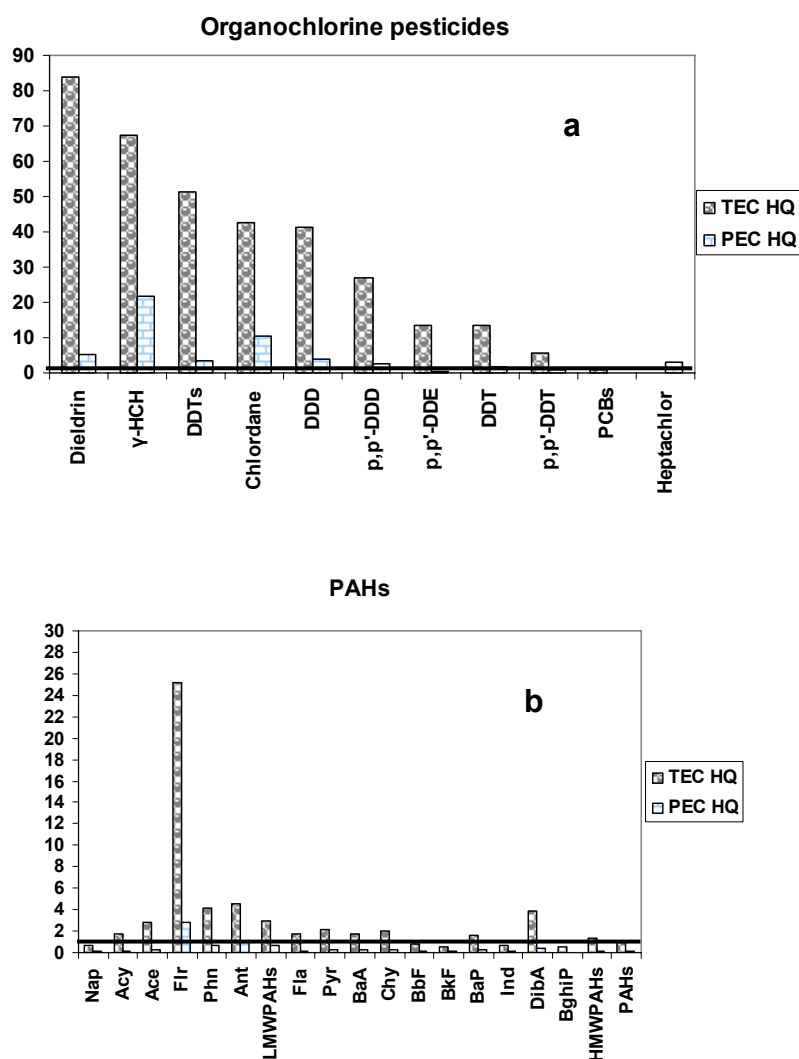 Organochlorine pesticides
90
80
70
60
50
40
30
20
10
0
a
TEC HQ
PEC HQ
Dieldrin
γ-HCH
DDTs
Chlordane
DDD
p,p'-DDD
p,p'-DDE
DDT
p,p'-DDT
PCBs
Heptachlor
PAHs
30
28
26
24
22
20
18
16
14
12
10
8
6
4
2
0
b
TEC HQ
PEC HQ
Nap
Acy
Ace
Flr
Phn
Ant
LMWPAHs
Fla
Pyr
BaA
Chy
BbF
BkF
BaP
Ind
DibA
BghiP
HMWPAHs
PAHs